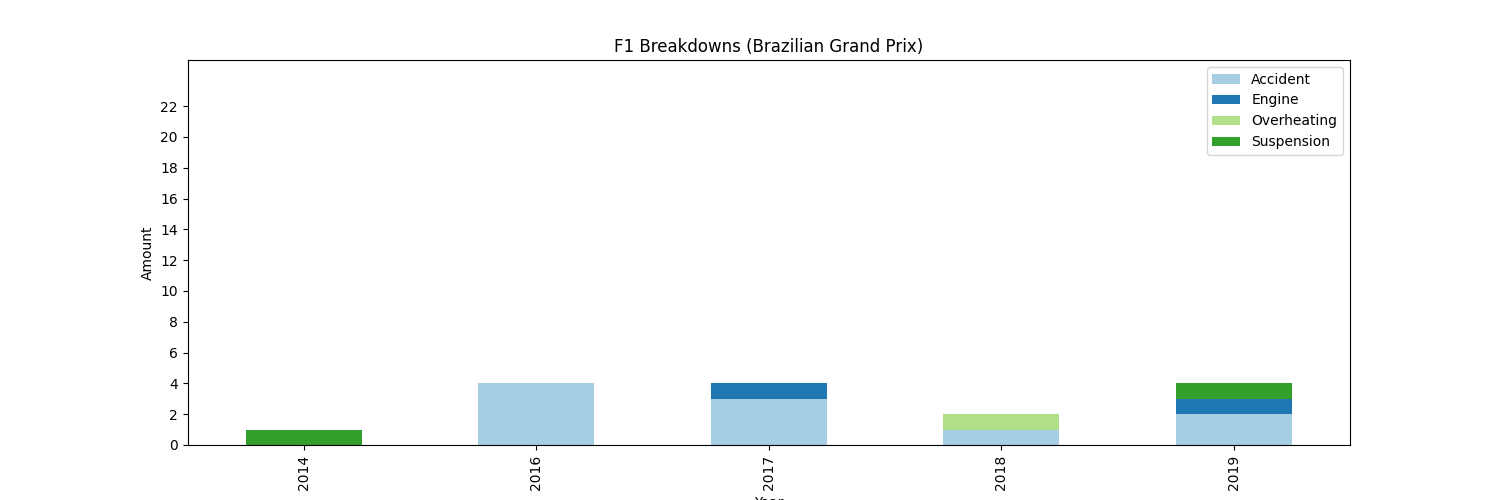 F1 Breakdowns (Brazilian Grand Prix)
Accident
Engine
Overheating
Suspension
Amount
22
20
18
16
14
12
10
8
6
4
2
0
2014
2016
2017
2018
2019
Year